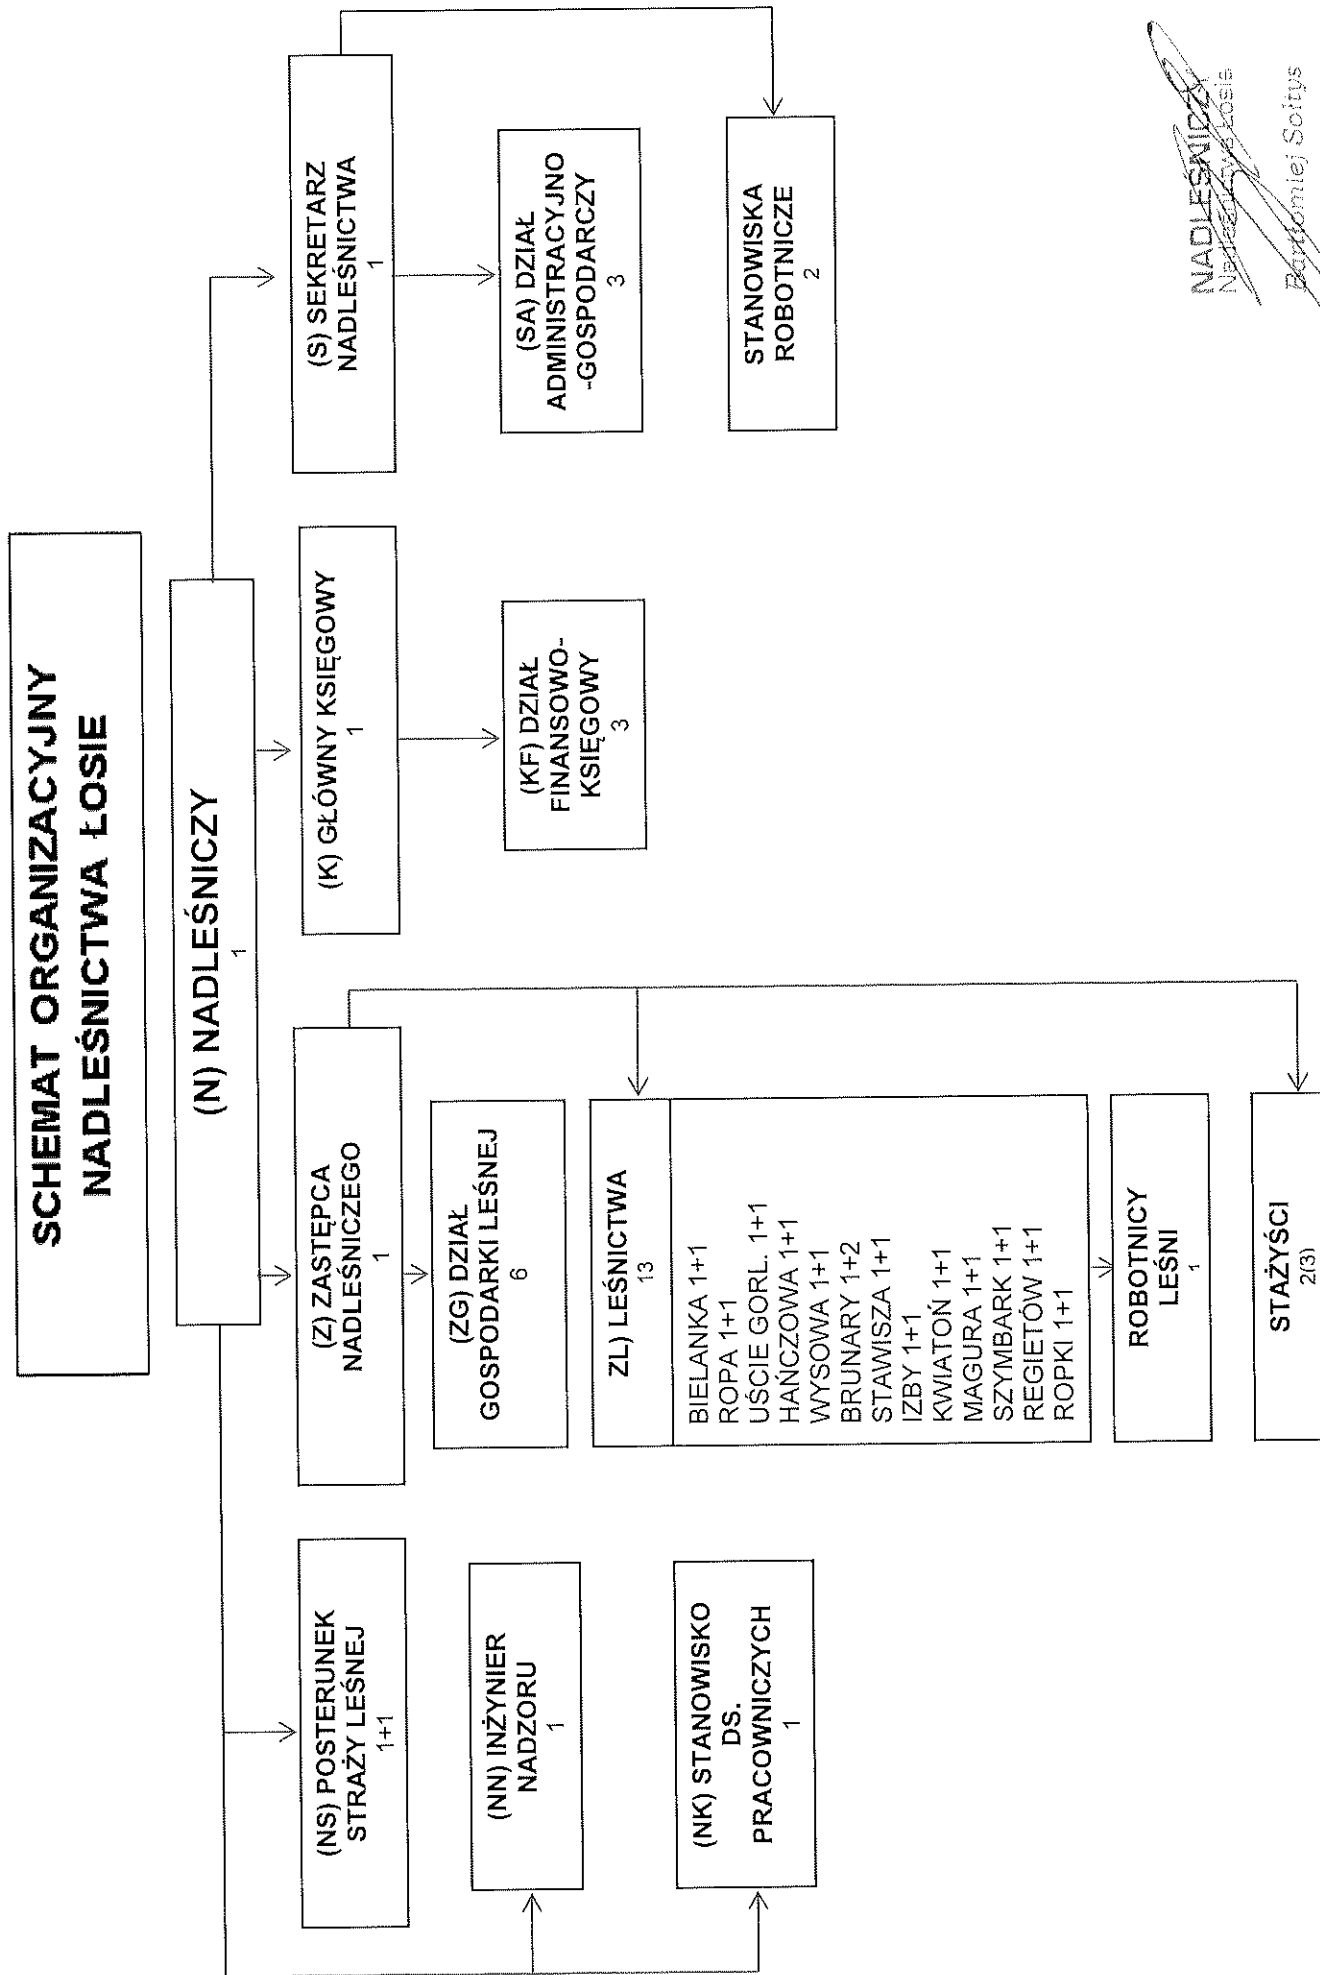 SCHEMAT ORGANIZACYJNY
NADLEŚNICTWA ŁOSIE
(N) NADLEŚNICZY
1
(NS) POSTERUNEK
STRAŻY LEŚNEJ
1+1
(NN) INŻYNIER
NADZORU
1
(NK) STANOWISKO
DS.
PRACOWNICZYCH
1
(Z) ZASTĘPCA
NADLEŚNICZEGO
1
(ZG) DZIAŁ
GOSPODARKI LEŚNEJ
6
ZL) LEŚNICTWA
13
BIELANKA 1+1
ROPA 1+1
UŚCIE GORL. 1+1
HAŃCZOWA 1+1
WYSOWA 1+1
BRUNARY 1+2
STAWISZA 1+1
IZBY 1+1
KWIATOŃ 1+1
MAGURA 1+1
SZYMBARK 1+1
REGIETÓW 1+1
ROPKI 1+1
ROBOTNICY
LEŚNI
1
STAŻYŚCI
2(3)
(K) GŁÓWNY KSIĘGOWY
1
(KF) DZIAŁ
FINANSOWO-
KSIĘGOWY
3
(S) SEKRETARZ
NADLEŚNICTWA
1
(SA) DZIAŁ
ADMINISTRACYJNO
-GOSPODARCZY
3
STANOWISKA
ROBOTNICZE
2
NADLEŚNICZY
Nadleśnictwa Łosie
Bartłomiej Sołtys